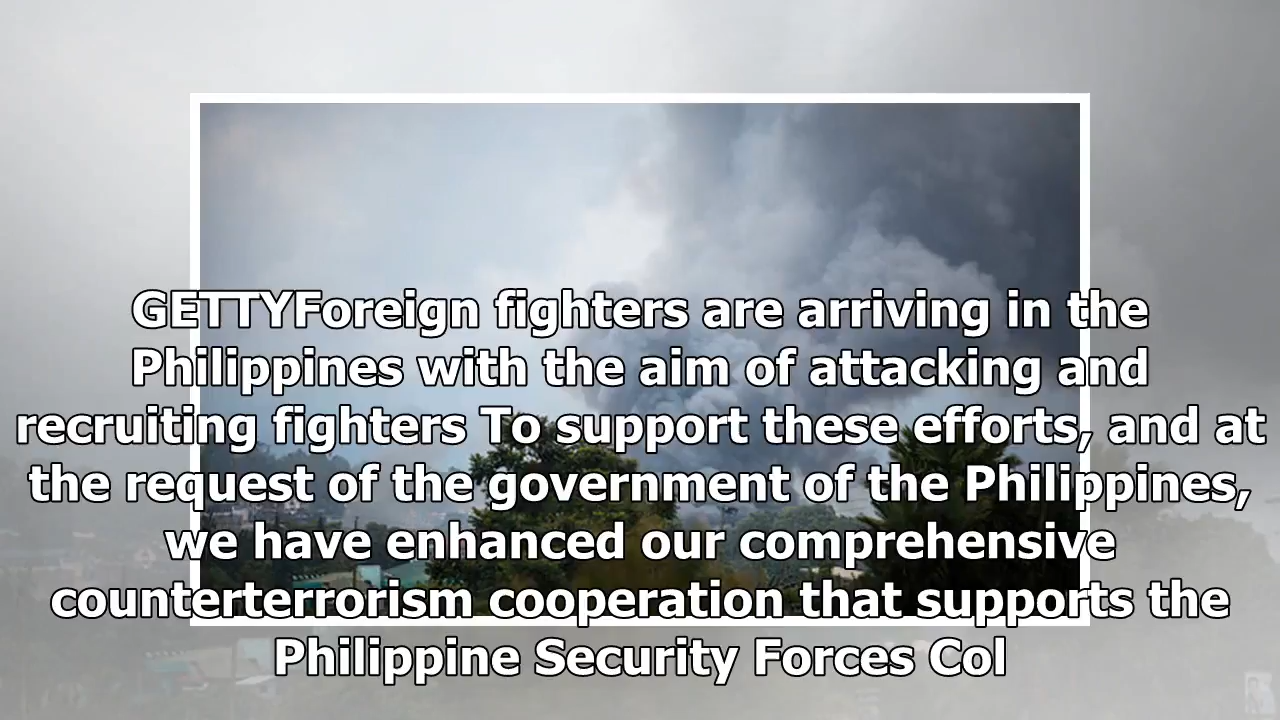 GETTYForeign fighters are arriving in the
Philippines with the aim of attacking and
recruiting fighters To support these efforts, and at
the request of the government of the Philippines,
we have enhanced our comprehensive
counterterrorism cooperation that supports the
Philippine Security Forces Col